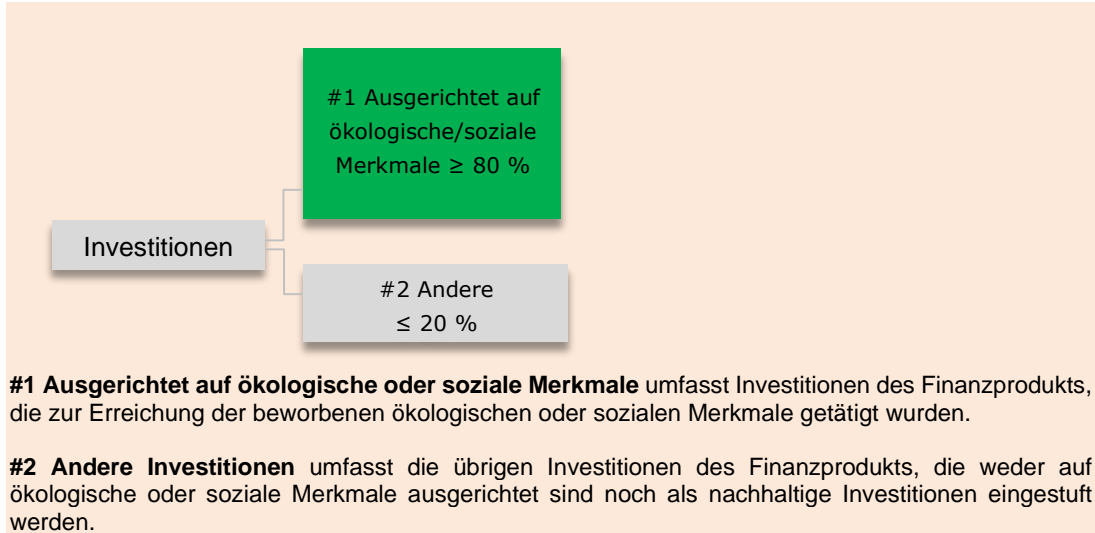 #1 Ausgerichtet auf
ökologische/soziale
Merkmale ≥ 80 %
Investitionen
#2 Andere
≤ 20 %
#1 Ausgerichtet auf ökologische oder soziale Merkmale umfasst Investitionen des Finanzprodukts,
die zur Erreichung der beworbenen ökologischen oder sozialen Merkmale getätigt wurden.
#2 Andere Investitionen umfasst die übrigen Investitionen des Finanzprodukts, die weder auf
ökologische oder soziale Merkmale ausgerichtet sind noch als nachhaltige Investitionen eingestuft
werden.